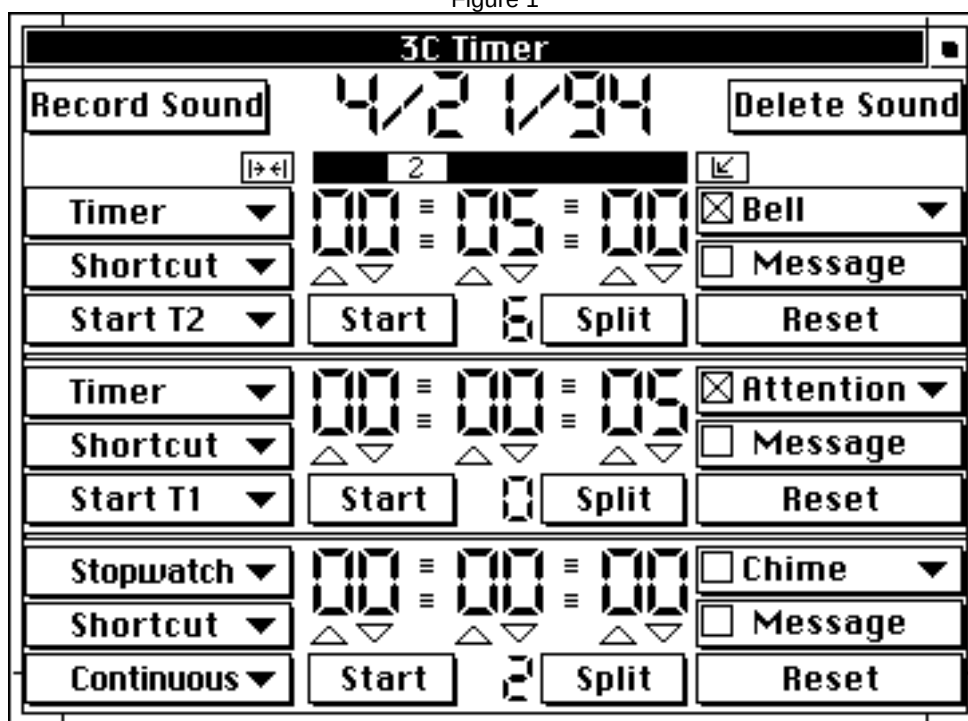 Figure 1
3C Timer
Record Sound 4/21/94 Delete Sound
2
Timer 00:05:00 Bell
Shortcut Message
Start T2 Start 6 Split Reset
Timer 00:00:05 Attention
Shortcut Message
Start T1 Start 0 Split Reset
Stopwatch 00:00:00 Chime
Shortcut Message
Continuous Start 2 Split Reset